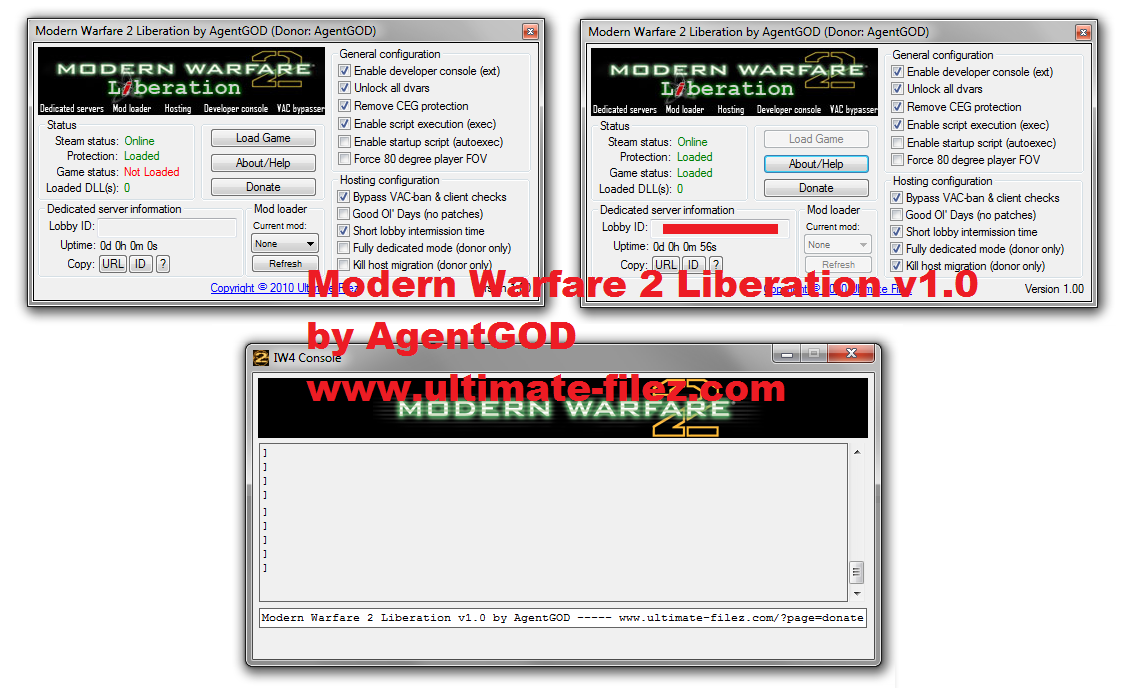 Modern Warfare 2 Liberation by AgentGOD (Donor: AgentGOD)
MODERN WARFARE 2
Liberation
Dedicated servers Mod loader Hosting Developer console VAC bypasser
Status
Steam status: Online
Protection: Loaded
Game status: Not Loaded
Loaded DLL(s): 0
Load Game
About/Help
Donate
Dedicated server information
Lobby ID:
Uptime: 0d 0h 0m 0s
Copy: URL ID ?
Mod loader
Current mod:
None
Refresh
General configuration
Enable developer console (ext)
Unlock all dvars
Remove CEG protection
Enable script execution (exec)
Enable startup script (autoexec)
Force 80 degree player FOV
Hosting configuration
Bypass VAC-ban & client checks
Good Ol' Days (no patches)
Short lobby intermission time
Fully dedicated mode (donor only)
Kill host migration (donor only)
Copyright © 2010 Ultimate Filez
Modern Warfare 2 Liberation by AgentGOD (Donor: AgentGOD)
MODERN WARFARE 2
Liberation
Dedicated servers Mod loader Hosting Developer console VAC bypasser
Status
Steam status: Online
Protection: Loaded
Game status: Loaded
Loaded DLL(s): 0
Load Game
About/Help
Donate
Dedicated server information
Lobby ID:
Uptime: 0d 0h 0m 56s
Copy: URL ID ?
Mod loader
Current mod:
None
Refresh
General configuration
Enable developer console (ext)
Unlock all dvars
Remove CEG protection
Enable script execution (exec)
Enable startup script (autoexec)
Force 80 degree player FOV
Hosting configuration
Bypass VAC-ban & client checks
Good Ol' Days (no patches)
Short lobby intermission time
Fully dedicated mode (donor only)
Kill host migration (donor only)
Version 1.00
Modern Warfare 2 Liberation v1.0
by AgentGOD
www.ultimate-filez.com
IW4 Console
MODERN WARFARE 2
]
]
]
]
]
]
]
]
]
Modern Warfare 2 Liberation v1.0 by AgentGOD ----- www.ultimate-filez.com/?page=donate